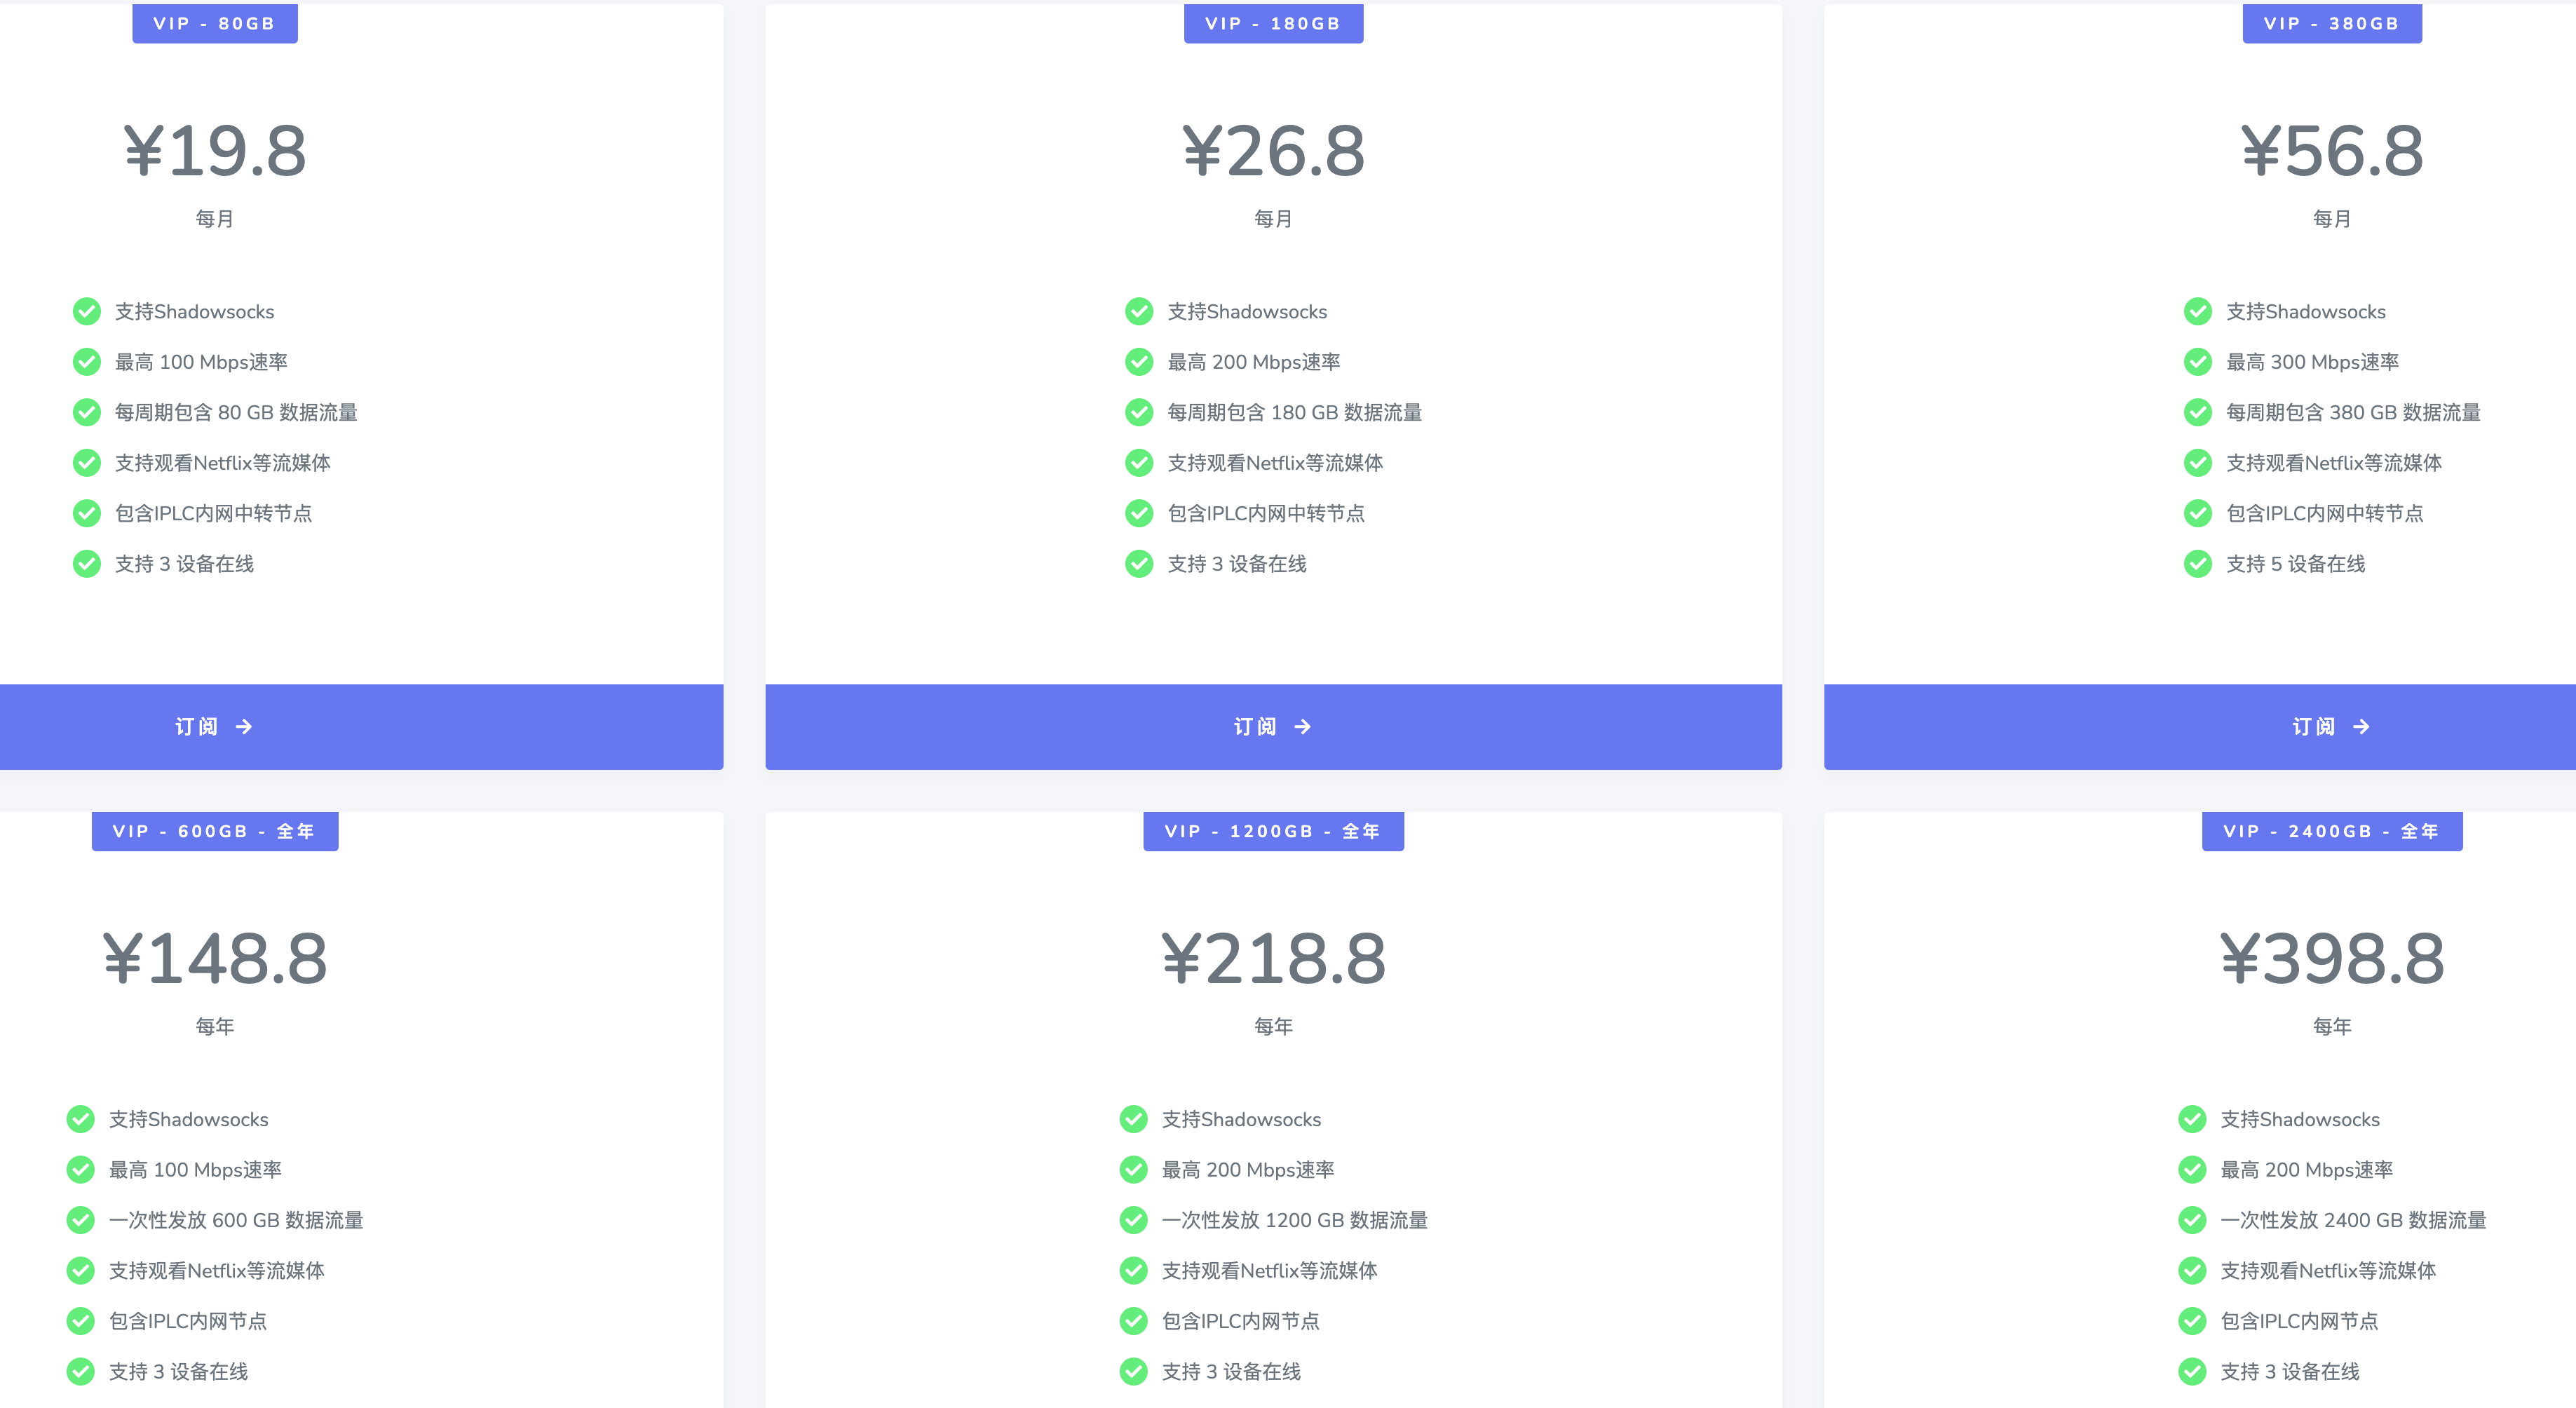 VIP - 80GB
¥19.8
每月
支持Shadowsocks
最高 100 Mbps速率
每周期包含 80 GB 数据流量
支持观看Netflix等流媒体
包含IPLC内网中转节点
支持 3 设备在线
订阅 →
VIP - 180GB
¥26.8
每月
支持Shadowsocks
最高 200 Mbps速率
每周期包含 180 GB 数据流量
支持观看Netflix等流媒体
包含IPLC内网中转节点
支持 3 设备在线
订阅 →
VIP - 380GB
¥56.8
每月
支持Shadowsocks
最高 300 Mbps速率
每周期包含 380 GB 数据流量
支持观看Netflix等流媒体
包含IPLC内网中转节点
支持 5 设备在线
订阅 →
VIP - 600GB - 全年
¥148.8
每年
支持Shadowsocks
最高 100 Mbps速率
一次性发放 600 GB 数据流量
支持观看Netflix等流媒体
包含IPLC内网节点
支持 3 设备在线
VIP - 1200GB - 全年
¥218.8
每年
支持Shadowsocks
最高 200 Mbps速率
一次性发放 1200 GB 数据流量
支持观看Netflix等流媒体
包含IPLC内网节点
支持 3 设备在线
VIP - 2400GB - 全年
¥398.8
每年
支持Shadowsocks
最高 200 Mbps速率
一次性发放 2400 GB 数据流量
支持观看Netflix等流媒体
包含IPLC内网节点
支持 3 设备在线